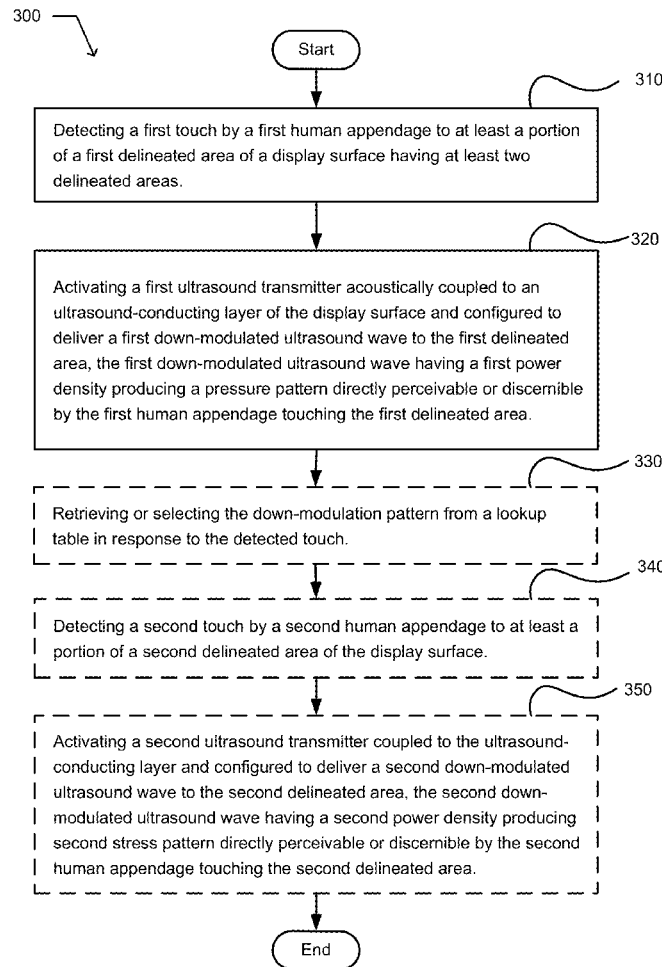 300
Start
310
Detecting a first touch by a first human appendage to at least a portion
of a first delineated area of a display surface having at least two
delineated areas.
320
Activating a first ultrasound transmitter acoustically coupled to an
ultrasound-conducting layer of the display surface and configured to
deliver a first down-modulated ultrasound wave to the first delineated
area, the first down-modulated ultrasound wave having a first power
density producing a pressure pattern directly perceivable or discernible
by the first human appendage touching the first delineated area.
330
Retrieving or selecting the down-modulation pattern from a lookup
table in response to the detected touch.
340
Detecting a second touch by a second human appendage to at least a
portion of a second delineated area of the display surface.
350
Activating a second ultrasound transmitter coupled to the ultrasound-
conducting layer and configured to deliver a second down-modulated
ultrasound wave to the second delineated area, the second down-
modulated ultrasound wave having a second power density producing
second stress pattern directly perceivable or discernible by the second
human appendage touching the second delineated area.
End